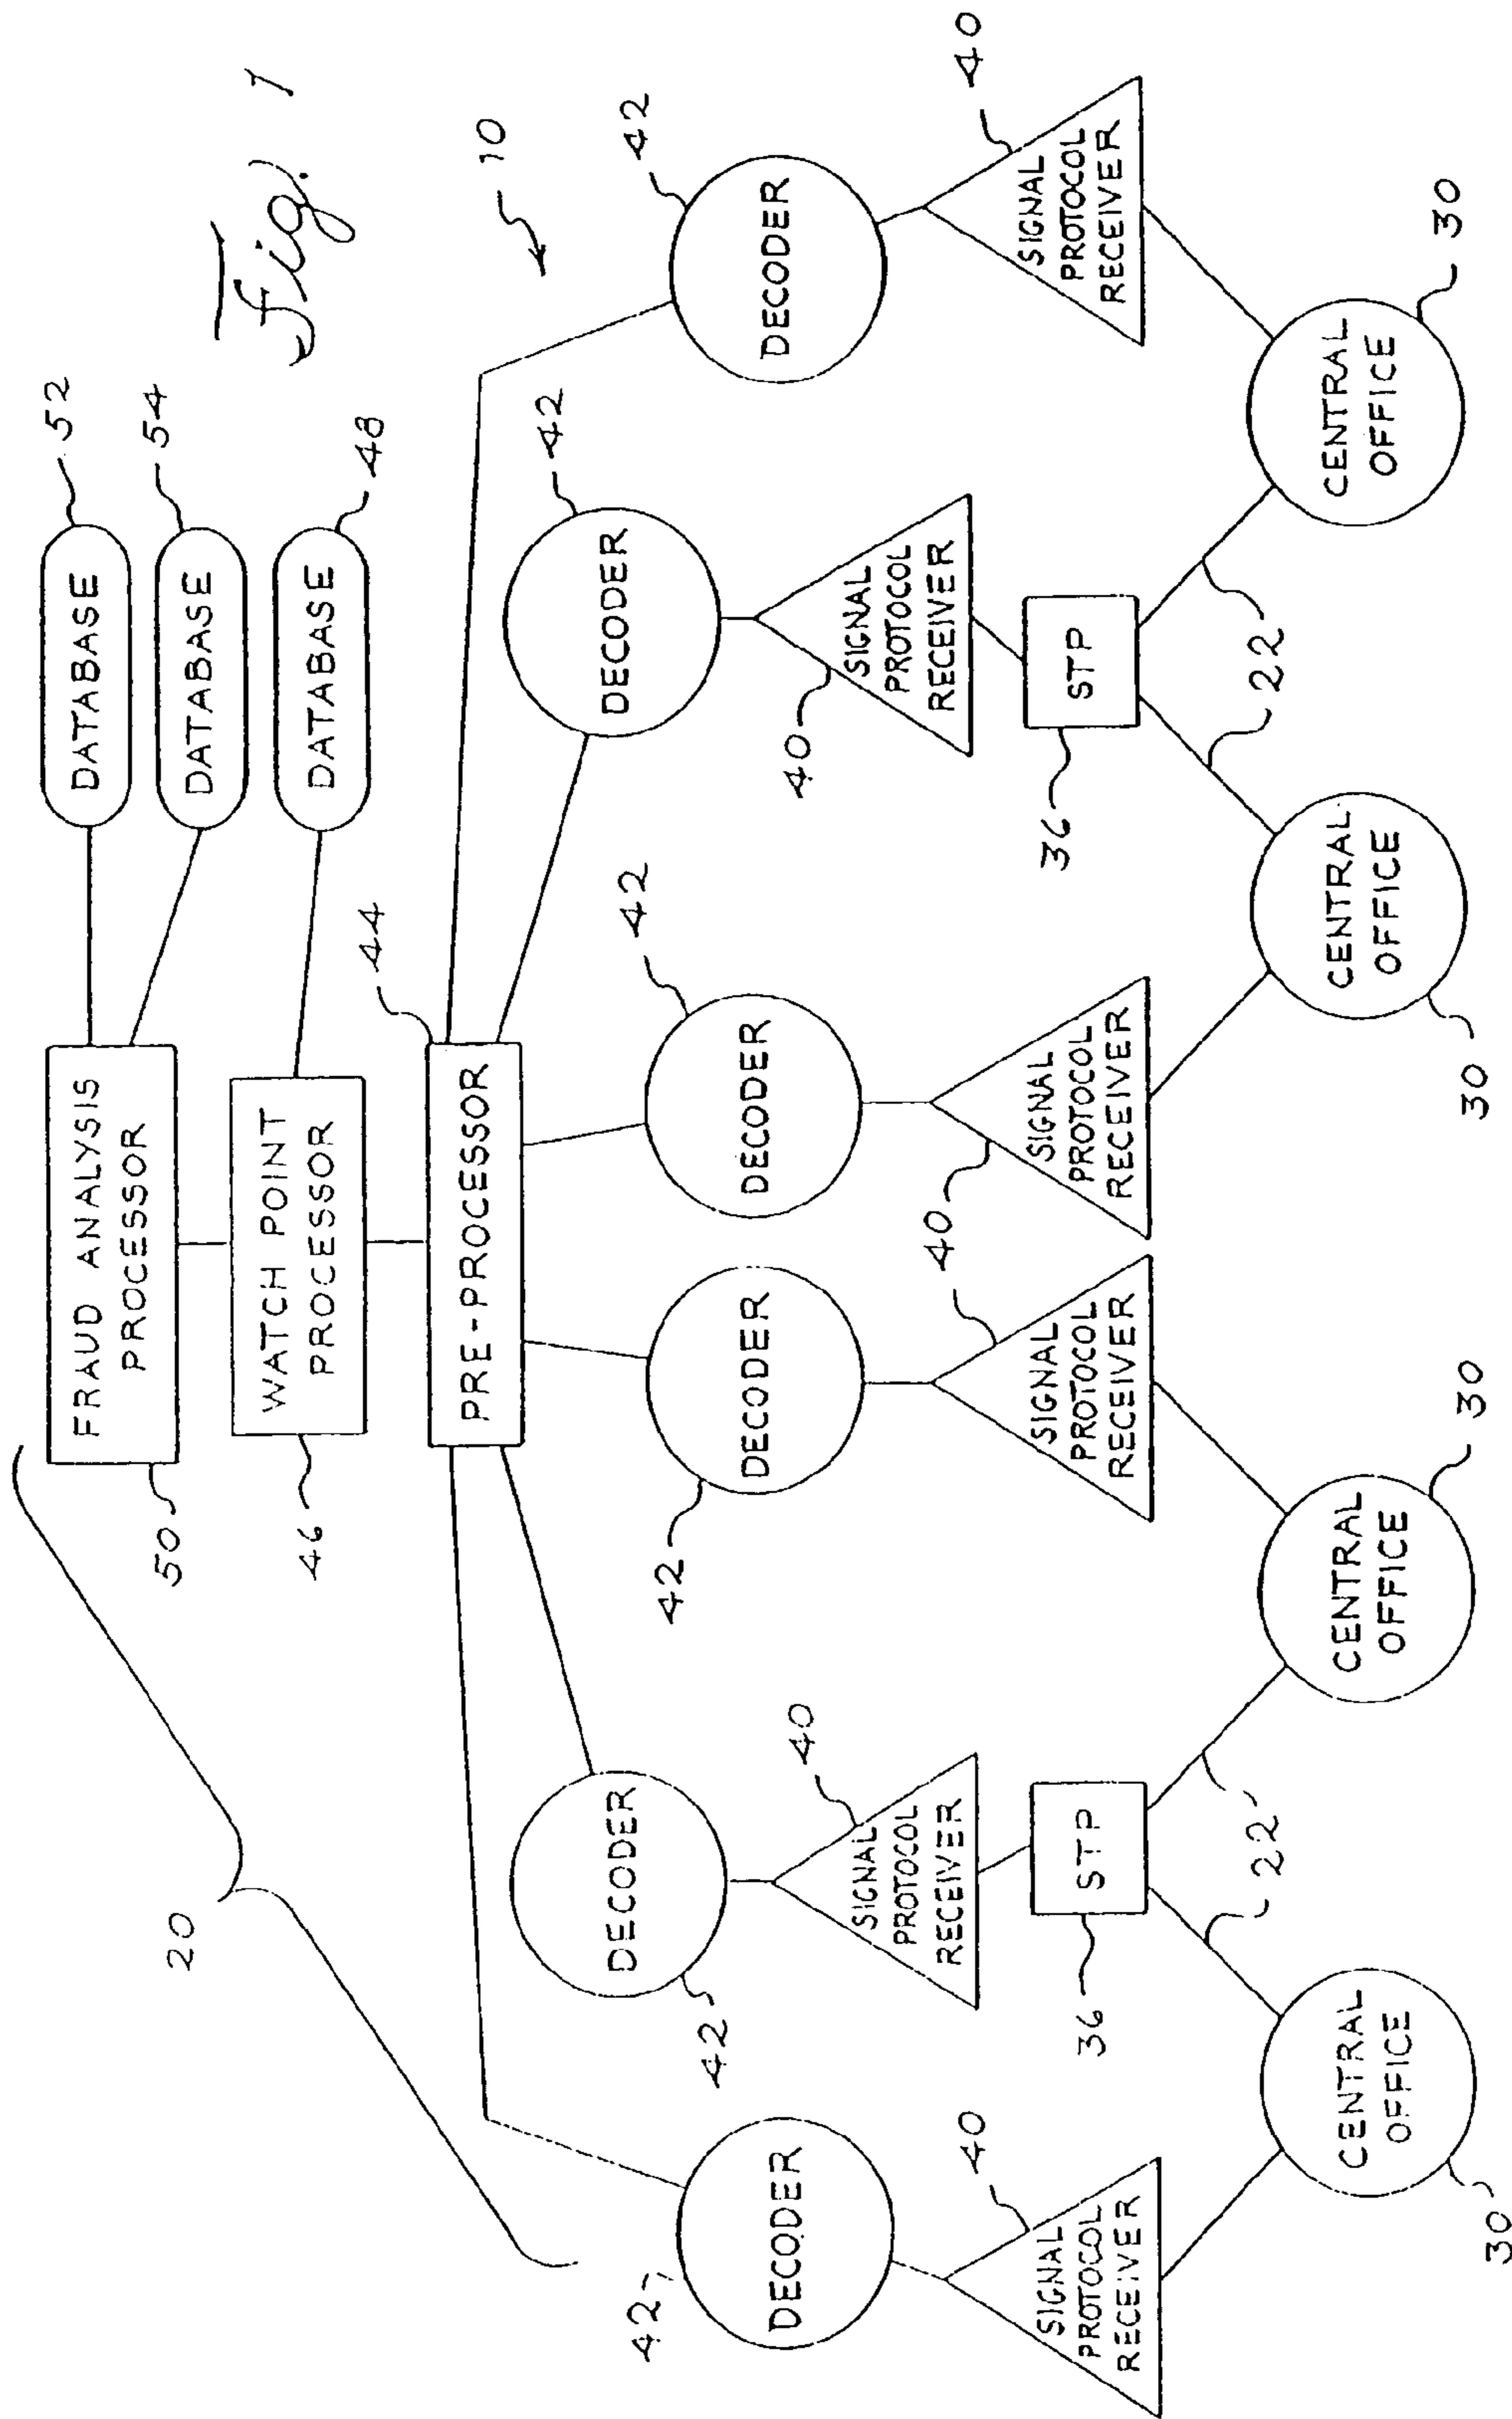 Fig. 1
20
10
FRAUD ANALYSIS
PROCESSOR
50
DATABASE
52
DATABASE
54
WATCH POINT
PROCESSOR
46
DATABASE
48
PRE-PROCESSOR
44
DECODER
42
DECODER
42
DECODER
42
DECODER
42
DECODER
42
DECODER
42
SIGNAL
PROTOCOL
RECEIVER
40
SIGNAL
PROTOCOL
RECEIVER
40
SIGNAL
PROTOCOL
RECEIVER
40
SIGNAL
PROTOCOL
RECEIVER
40
SIGNAL
PROTOCOL
RECEIVER
40
SIGNAL
PROTOCOL
RECEIVER
40
STP
36
STP
36
22
22
CENTRAL
OFFICE
30
CENTRAL
OFFICE
30
CENTRAL
OFFICE
30
CENTRAL
OFFICE
30